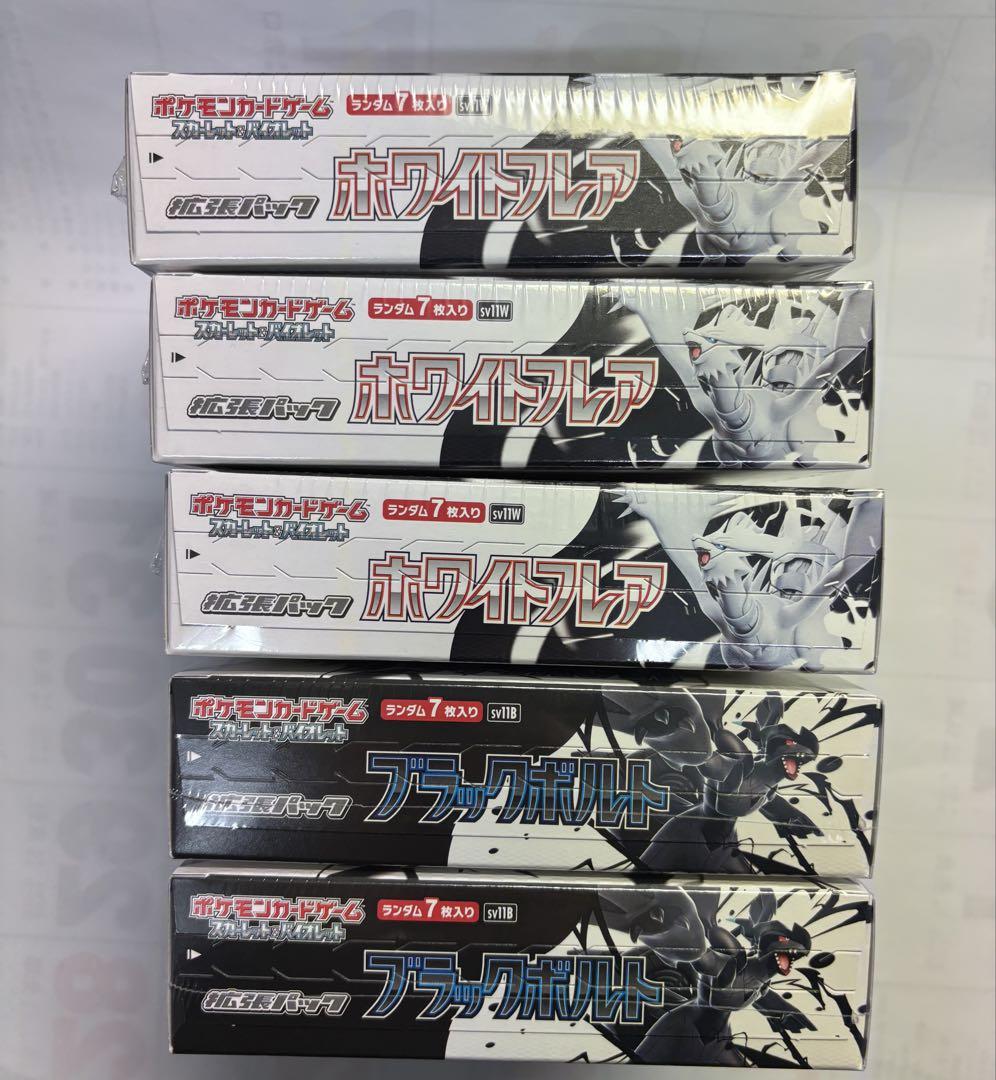 ポケモンカードゲーム ランダム7枚入り
スカーレット&バイオレット
ホワイトフレア
拡張パック
ポケモンカードゲーム ランダム7枚入り sv11W
スカーレット&バイオレット
ホワイトフレア
拡張パック
ポケモンカードゲーム ランダム7枚入り sv11W
スカーレット&バイオレット
ホワイトフレア
拡張パック
ポケモンカードゲーム ランダム7枚入り sv11B
スカーレット&バイオレット
ブラックボルト
拡張パック
ポケモンカードゲーム ランダム7枚入り sv11B
スカーレット&バイオレット
ブラックボルト
拡張パック